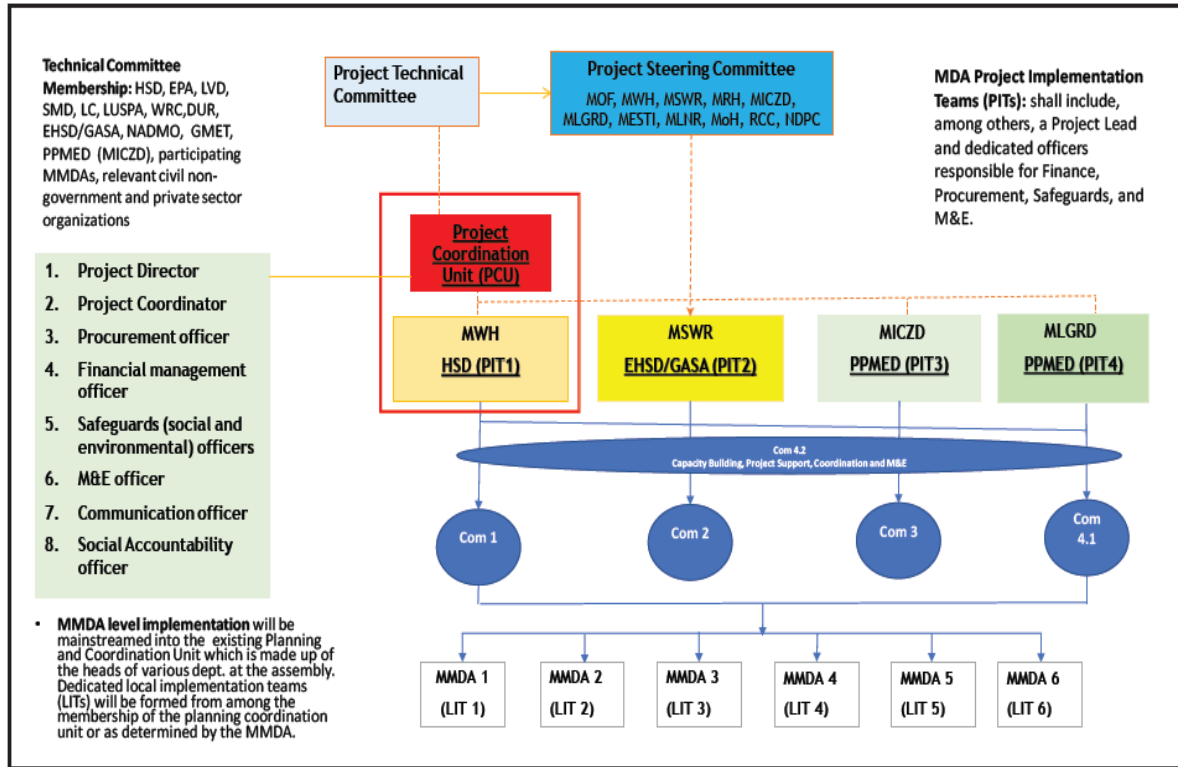 Technical Committee
Membership: HSD, EPA, LVD,
SMD, LC, LUSPA, WRC,DUR,
EHSD/GASA, NADMO, GMET,
PPMED (MICZD), participating
MMDAs, relevant civil non-
government and private sector
organizations
Project Technical
Committee
Project Steering Committee
MOF, MWH, MSWR, MRH, MICZD,
MLGRD, MESTI, MLNR, MoH, RCC, NDPC
MDA Project Implementation
Teams (PITs): shall include,
among others, a Project Lead
and dedicated officers
responsible for Finance,
Procurement, Safeguards, and
M&E.
Project
Coordination
Unit (PCU)
1. Project Director
2. Project Coordinator
3. Procurement officer
4. Financial management
officer
5. Safeguards (social and
environmental) officers
6. M&E officer
7. Communication officer
8. Social Accountability
officer
MWH
HSD (PIT1)
MSWR
EHSD/GASA (PIT2)
MICZD
PPMED (PIT3)
MLGRD
PPMED (PIT4)
Com 4.2
Capacity Building, Project Support, Coordination and M&E
Com 1
Com 2
Com 3
Com
4.1
• MMDA level implementation will be
mainstreamed into the existing Planning
and Coordination Unit which is made up of
the heads of various dept. at the assembly.
Dedicated local implementation teams
(LITs) will be formed from among the
membership of the planning coordination
unit or as determined by the MMDA.
MMDA 1
(LIT 1)
MMDA 2
(LIT 2)
MMDA 3
(LIT 3)
MMDA 4
(LIT 4)
MMDA 5
(LIT 5)
MMDA 6
(LIT 6)